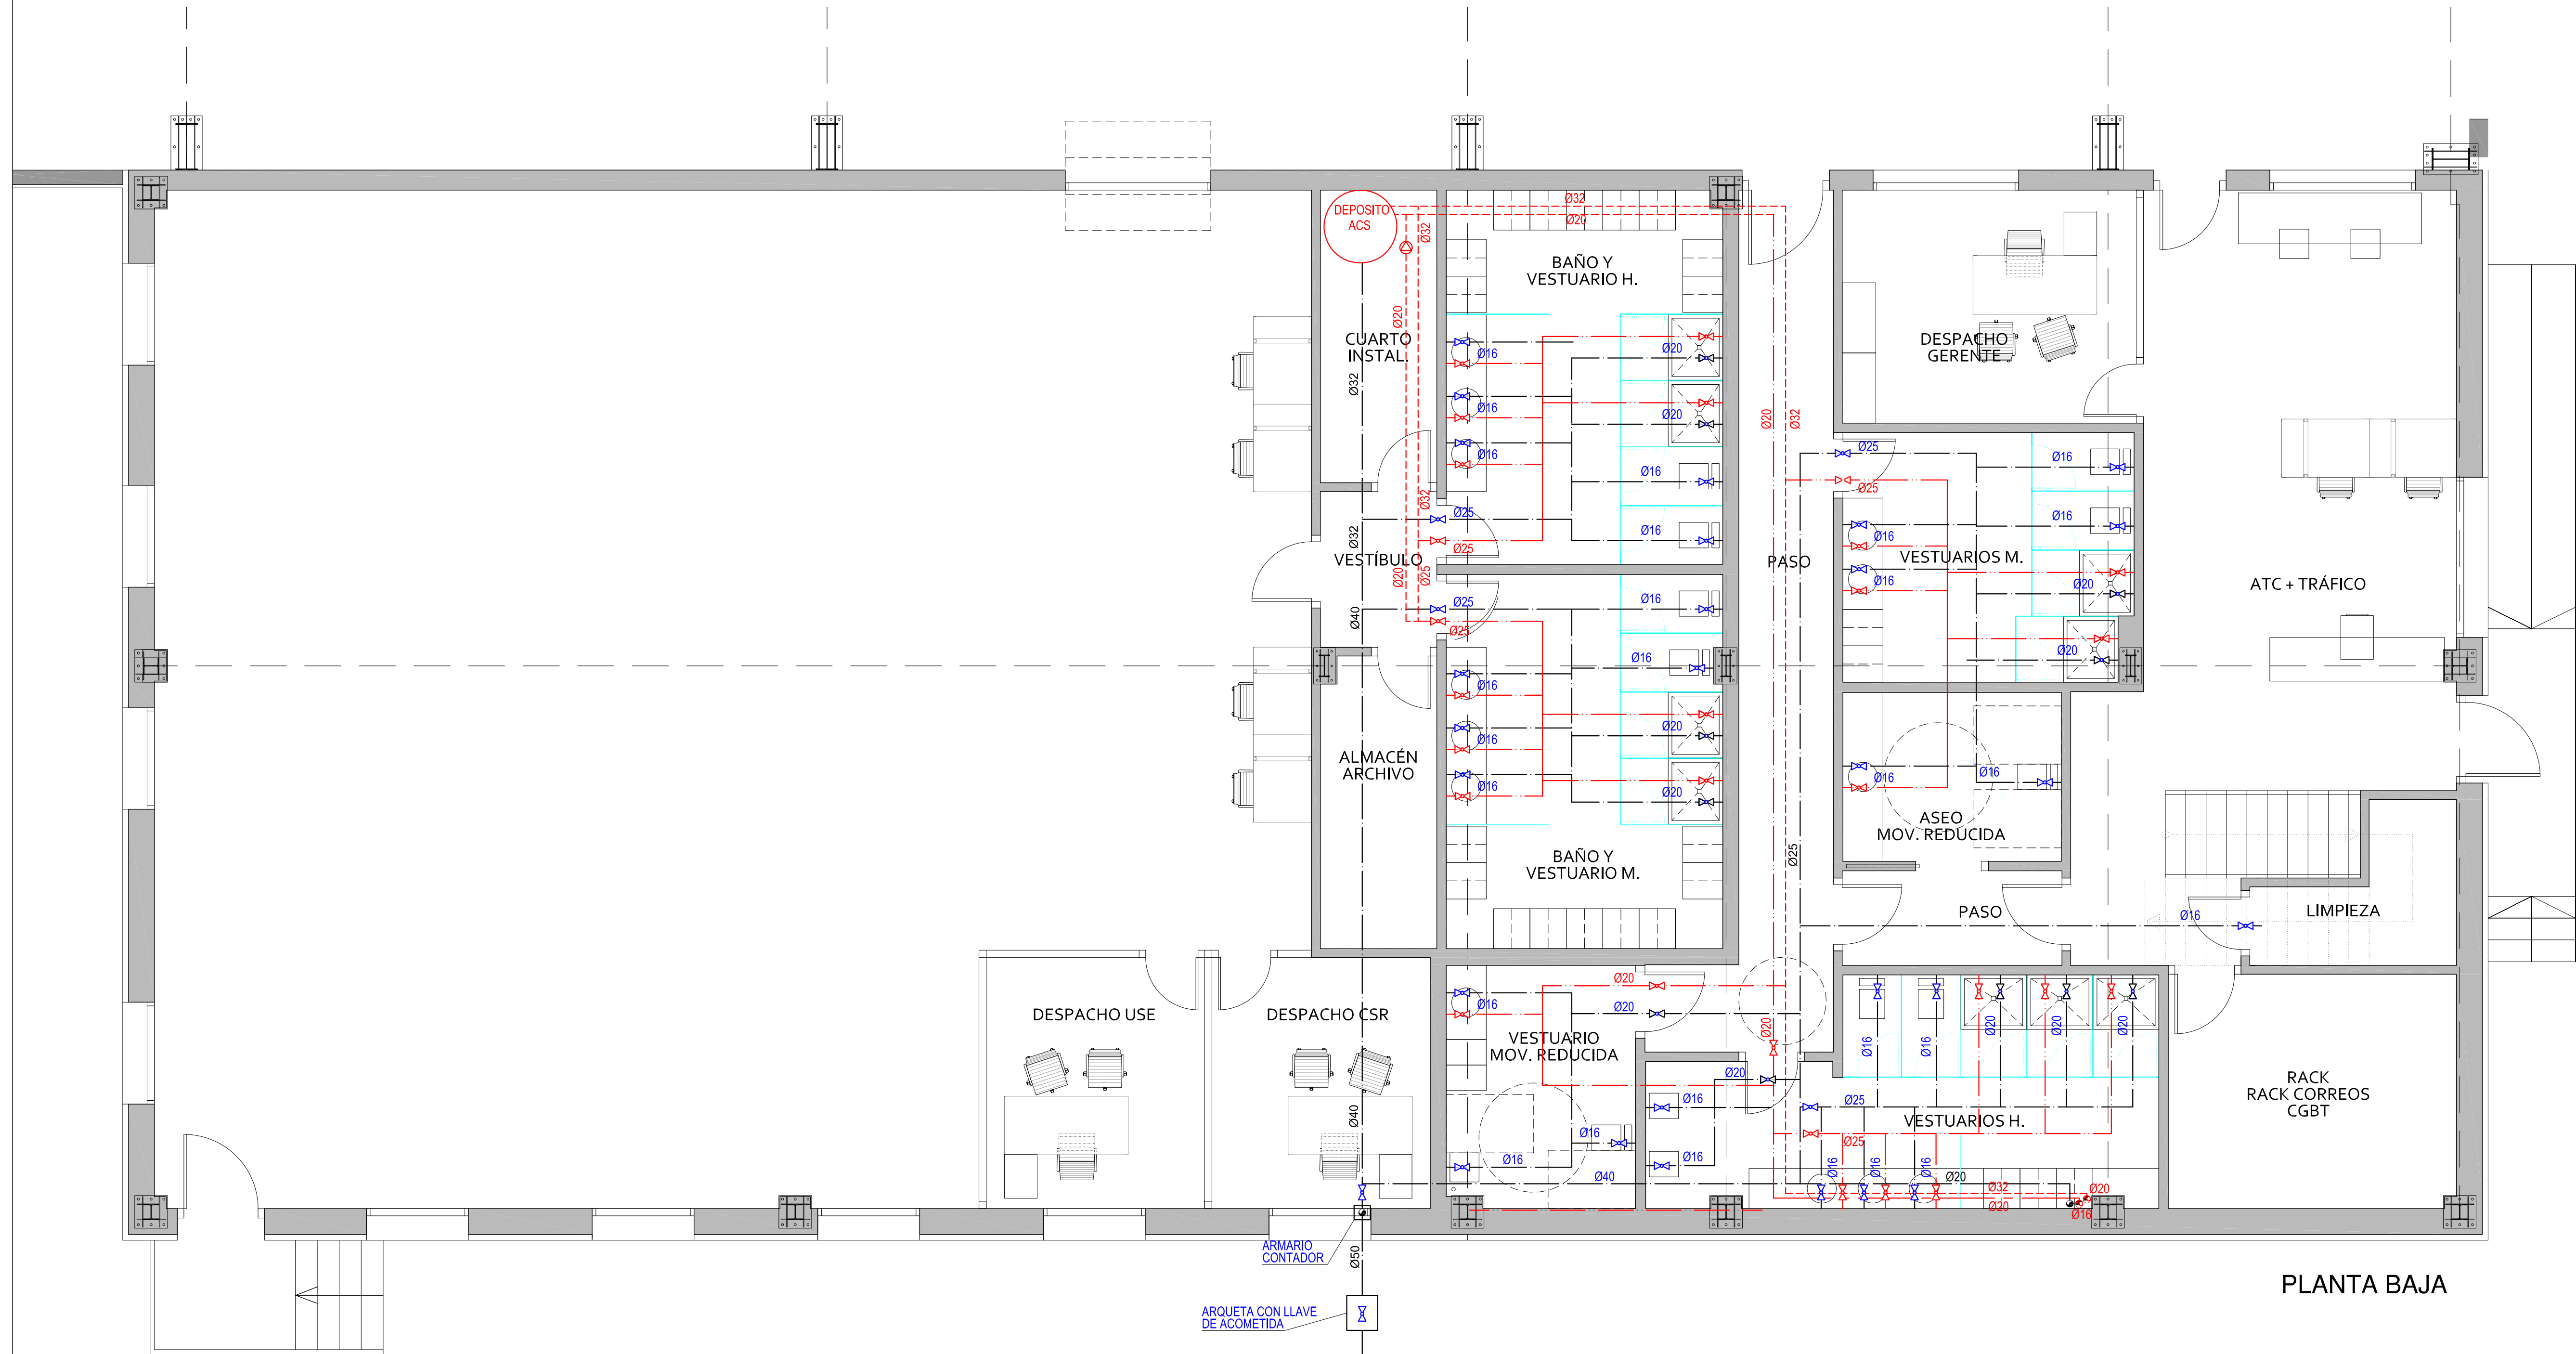 DEPOSITO
ACS
Ø32
Ø20
Ø32
Ø20
BAÑO Y
VESTUARIO H.
CUARTO
INSTAL.
Ø32
Ø16
Ø16
Ø16
Ø20
Ø20
Ø16
Ø16
Ø32
Ø25
Ø25
Ø32
VESTÍBULO
Ø20
Ø25
Ø40
Ø25
Ø25
Ø16
Ø16
Ø16
Ø16
Ø16
Ø20
Ø20
ALMACÉN
ARCHIVO
BAÑO Y
VESTUARIO M.
Ø20
Ø32
PASO
Ø25
DESPACHO
GERENTE
Ø25
Ø25
Ø16
Ø16
Ø16
Ø16
VESTUARIOS M.
Ø20
Ø20
ATC + TRÁFICO
Ø16
Ø16
ASEO
MOV. REDUCIDA
PASO
Ø16
LIMPIEZA
DESPACHO USE
DESPACHO CSR
Ø40
Ø20
Ø20
Ø16
VESTUARIO
MOV. REDUCIDA
Ø16
Ø16
Ø20
Ø20
Ø16
Ø16
Ø40
Ø16
Ø16
Ø20
Ø20
Ø20
Ø25
VESTUARIOS H.
Ø25
Ø16
Ø16
Ø16
Ø20
Ø32
Ø20
Ø20
Ø16
RACK
RACK CORREOS
CGBT
ARMARIO
CONTADOR
Ø50
ARQUETA CON LLAVE
DE ACOMETIDA
PLANTA BAJA